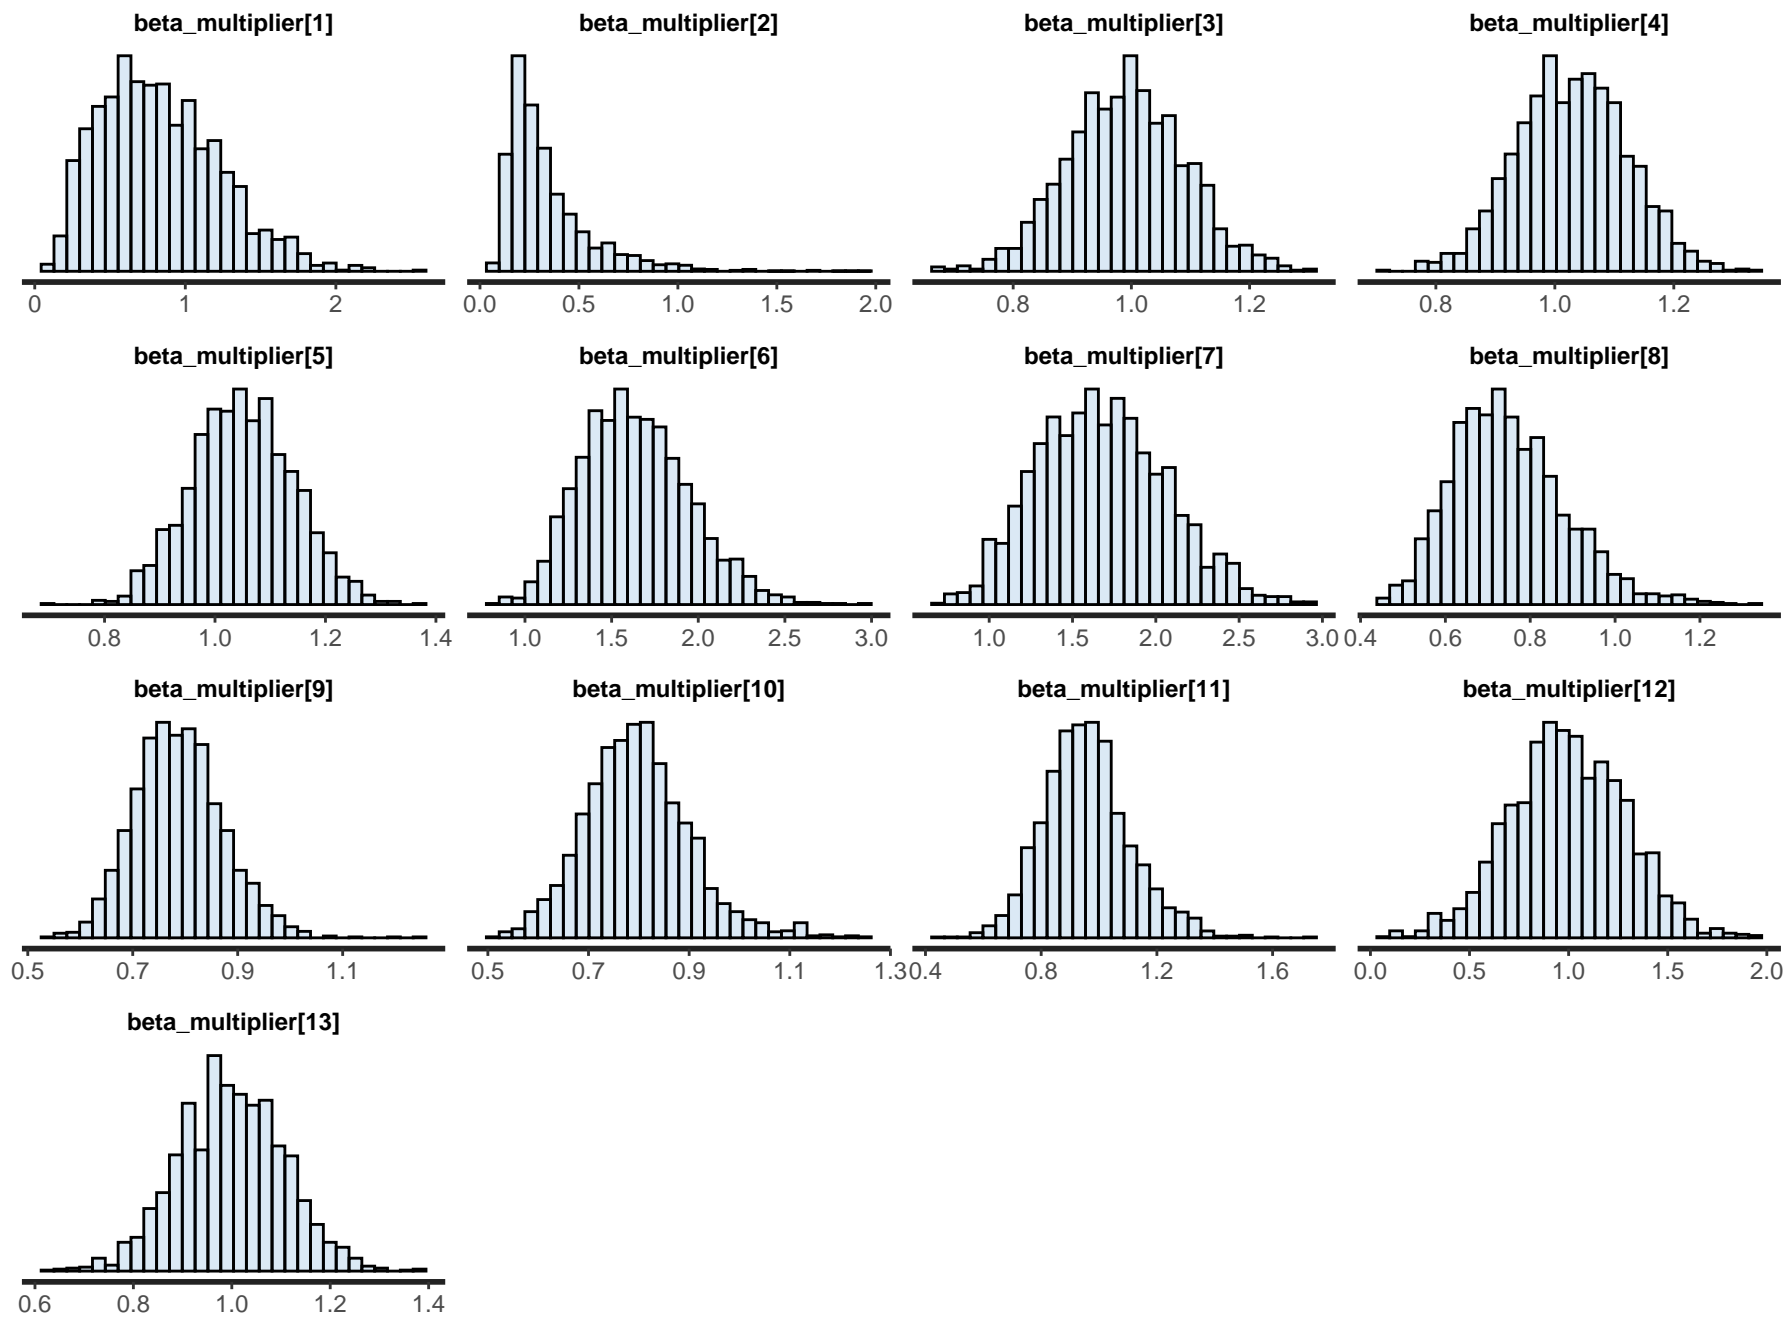 beta_multiplier[1] beta_multiplier[2] beta_multiplier[3] beta_multiplier[4]
0 1 2 0.0 0.5 1.0 1.5 2.0 0.8 1.0 1.2 0.8 1.0 1.2
beta_multiplier[5] beta_multiplier[6] beta_multiplier[7] beta_multiplier[8]
0.8 1.0 1.2 1.4 1.0 1.5 2.0 2.5 3.0 1.0 1.5 2.0 2.5 3.0 0.4 0.6 0.8 1.0 1.2
beta_multiplier[9] beta_multiplier[10] beta_multiplier[11] beta_multiplier[12]
0.5 0.7 0.9 1.1 0.5 0.7 0.9 1.1 1.3 0.4 0.8 1.2 1.6 0.0 0.5 1.0 1.5 2.0
beta_multiplier[13]
0.6 0.8 1.0 1.2 1.4